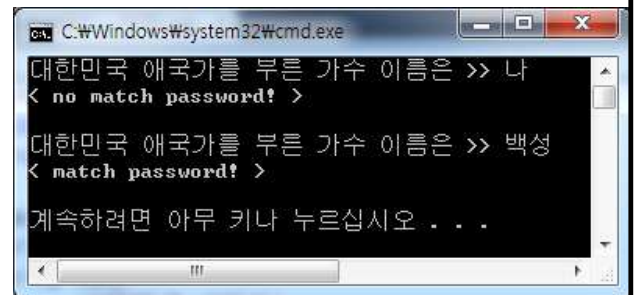 C:₩Windows₩system32₩cmd.exe
대한민국 애국가를 부른 가수 이름은 >> 나
< no match password! >
대한민국 애국가를 부른 가수 이름은 >> 백성
< match password! >
계속하려면 아무 키나 누르십시오 . . .